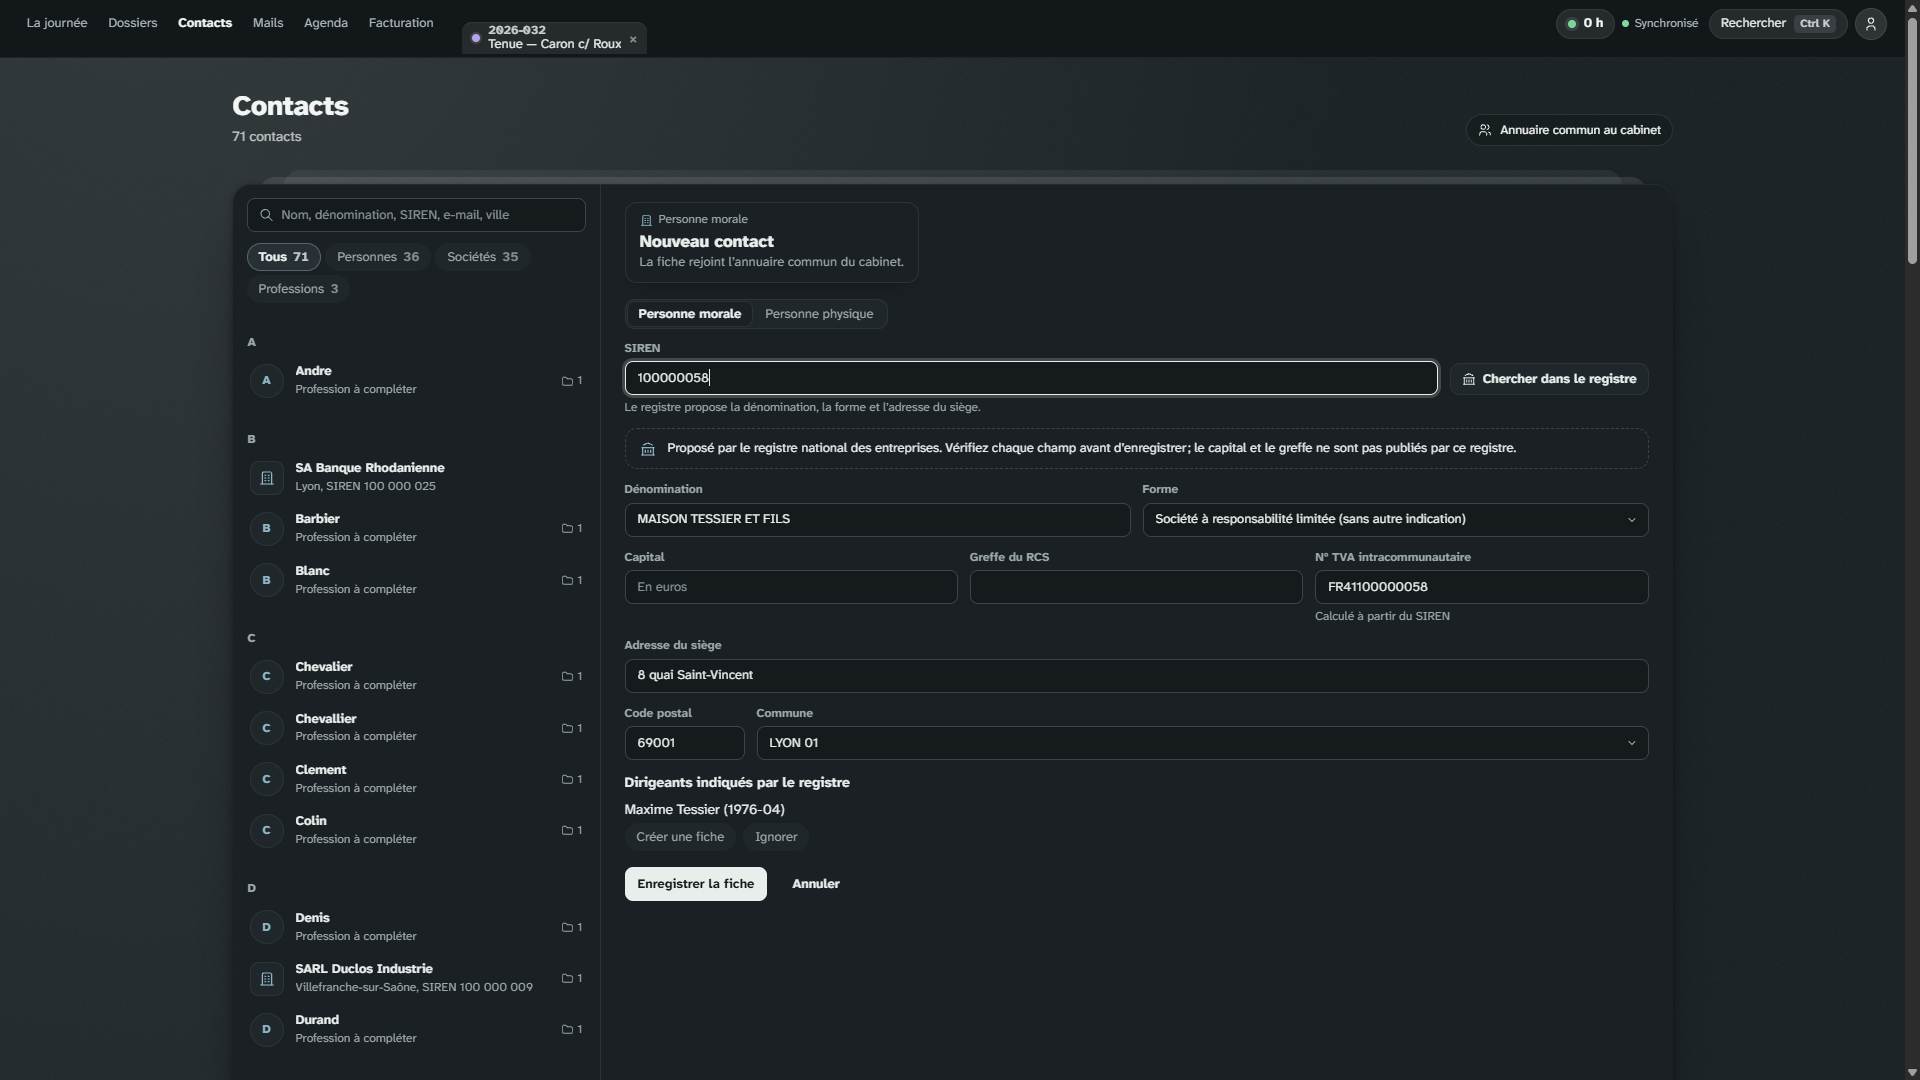 La journée
Dossiers
Contacts
Mails
Agenda
Facturation
2026-032
Tenue — Caron c/ Roux ×
0 h
Synchronisé
Rechercher Ctrl K
Contacts
71 contacts
Annuaire commun au cabinet
Nom, dénomination, SIREN, e-mail, ville
Tous 71
Personnes 36
Sociétés 35
Professions 3
A
A
Andre
Profession à compléter
1
B
SA Banque Rhodanienne
Lyon, SIREN 100 000 025
B
Barbier
Profession à compléter
1
B
Blanc
Profession à compléter
1
C
C
Chevalier
Profession à compléter
1
C
Chevallier
Profession à compléter
1
C
Clement
Profession à compléter
1
C
Colin
Profession à compléter
1
D
D
Denis
Profession à compléter
1
SARL Duclos Industrie
Villefranche-sur-Saône, SIREN 100 000 009
1
D
Durand
Profession à compléter
1
Personne morale
Nouveau contact
La fiche rejoint l'annuaire commun du cabinet.
Personne morale
Personne physique
SIREN
100000058
Chercher dans le registre
Le registre propose la dénomination, la forme et l'adresse du siège.
Proposé par le registre national des entreprises. Vérifiez chaque champ avant d'enregistrer ; le capital et le greffe ne sont pas publiés par ce registre.
Dénomination
MAISON TESSIER ET FILS
Forme
Société à responsabilité limitée (sans autre indication)
Capital
En euros
Greffe du RCS
N° TVA intracommunautaire
FR41100000058
Calculé à partir du SIREN
Adresse du siège
8 quai Saint-Vincent
Code postal
69001
Commune
LYON 01
Dirigeants indiqués par le registre
Maxime Tessier (1976-04)
Créer une fiche
Ignorer
Enregistrer la fiche
Annuler